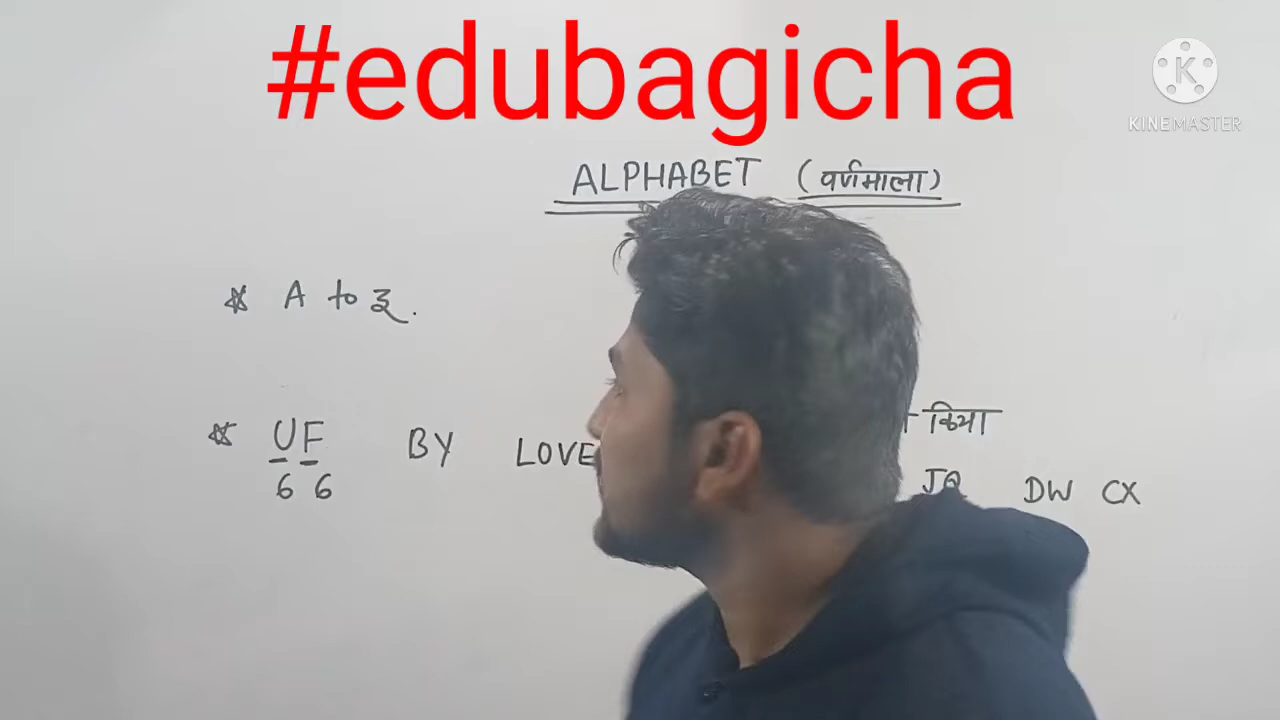 #edubagicha
K
KINEMASTER
ALPHABET (वर्णमाला)
A to Z.
UF BY LOVE
6 6
किया
JQ DW CX